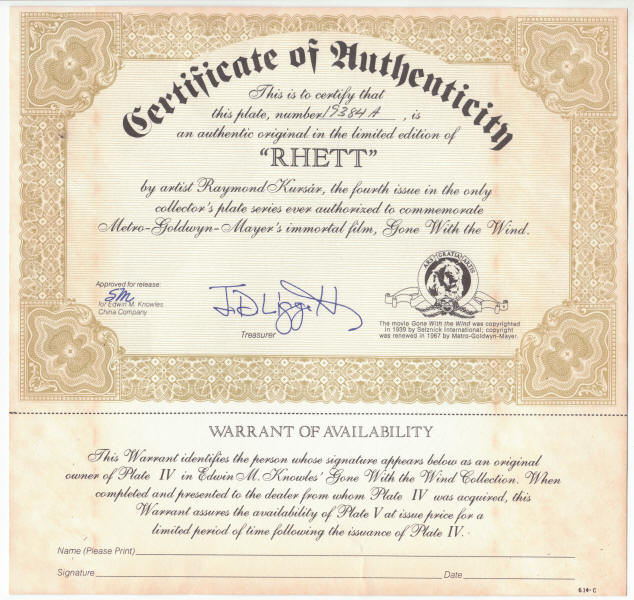 Certificate of Authenticity
This is to certify that
this plate, number 19384 A, is
an authentic original in the limited edition of
"RHETT"
by artist Raymond Kursár, the fourth issue in the only
collector's plate series ever authorized to commemorate
Metro-Goldwyn-Mayer's immortal film, Gone With the Wind.
Approved for release:
SM
for Edwin M. Knowles
China Company
Treasurer
ARS GRATIA ARTIS
The movie Gone With the Wind was copyrighted
in 1939 by Selznick International; copyright
was renewed in 1967 by Metro-Goldwyn-Mayer.
WARRANT OF AVAILABILITY
This Warrant identifies the person whose signature appears below as an original
owner of Plate IV in Edwin M. Knowles' Gone With the Wind Collection. When
completed and presented to the dealer from whom Plate IV was acquired, this
Warrant assures the availability of Plate V at issue price for a
limited period of time following the issuance of Plate IV.
Name (Please Print)
Signature Date
614-C